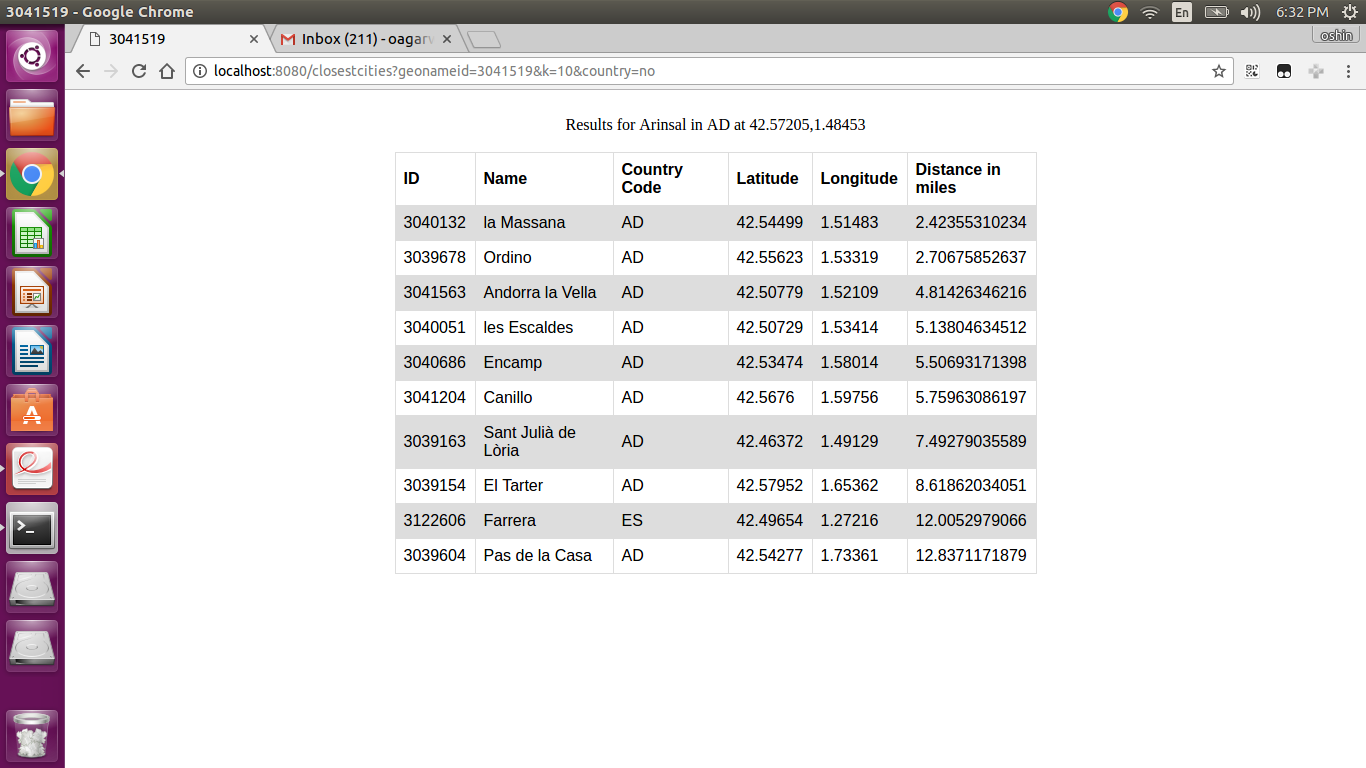 3041519 - Google Chrome
En
6:32 PM
3041519
Inbox (211) - oagarw
oshin
localhost:8080/closestcities?geonameid=3041519&k=10&country=no
Results for Arinsal in AD at 42.57205,1.48453
ID Name Country Code Latitude Longitude Distance in miles
3040132 la Massana AD 42.54499 1.51483 2.42355310234
3039678 Ordino AD 42.55623 1.53319 2.70675852637
3041563 Andorra la Vella AD 42.50779 1.52109 4.81426346216
3040051 les Escaldes AD 42.50729 1.53414 5.13804634512
3040686 Encamp AD 42.53474 1.58014 5.50693171398
3041204 Canillo AD 42.5676 1.59756 5.75963086197
3039163 Sant Julià de Lòria AD 42.46372 1.49129 7.49279035589
3039154 El Tarter AD 42.57952 1.65362 8.61862034051
3122606 Farrera ES 42.49654 1.27216 12.0052979066
3039604 Pas de la Casa AD 42.54277 1.73361 12.8371171879